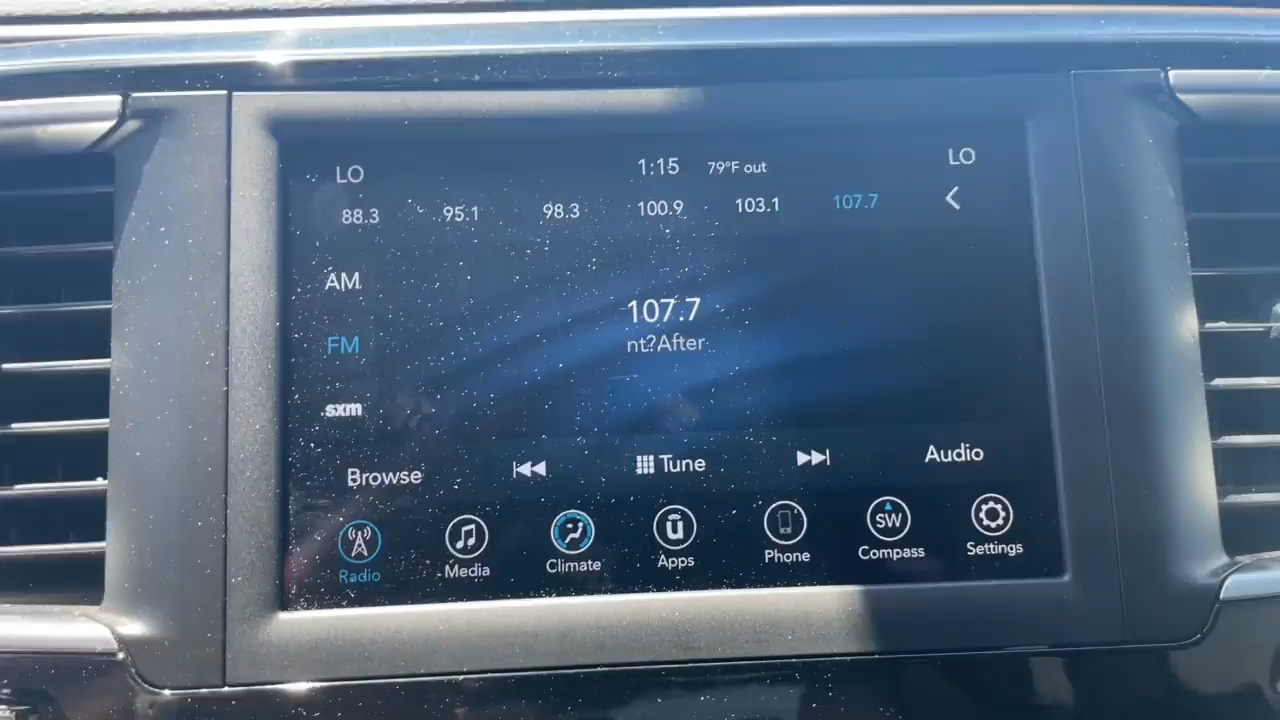 LO 1:15 79°F out LO
88.3 95.1 98.3 100.9 103.1 107.7
AM
107.7
FM
nt?After
sxm
Browse Tune Audio
SW
Radio Media Climate Apps Phone Compass Settings